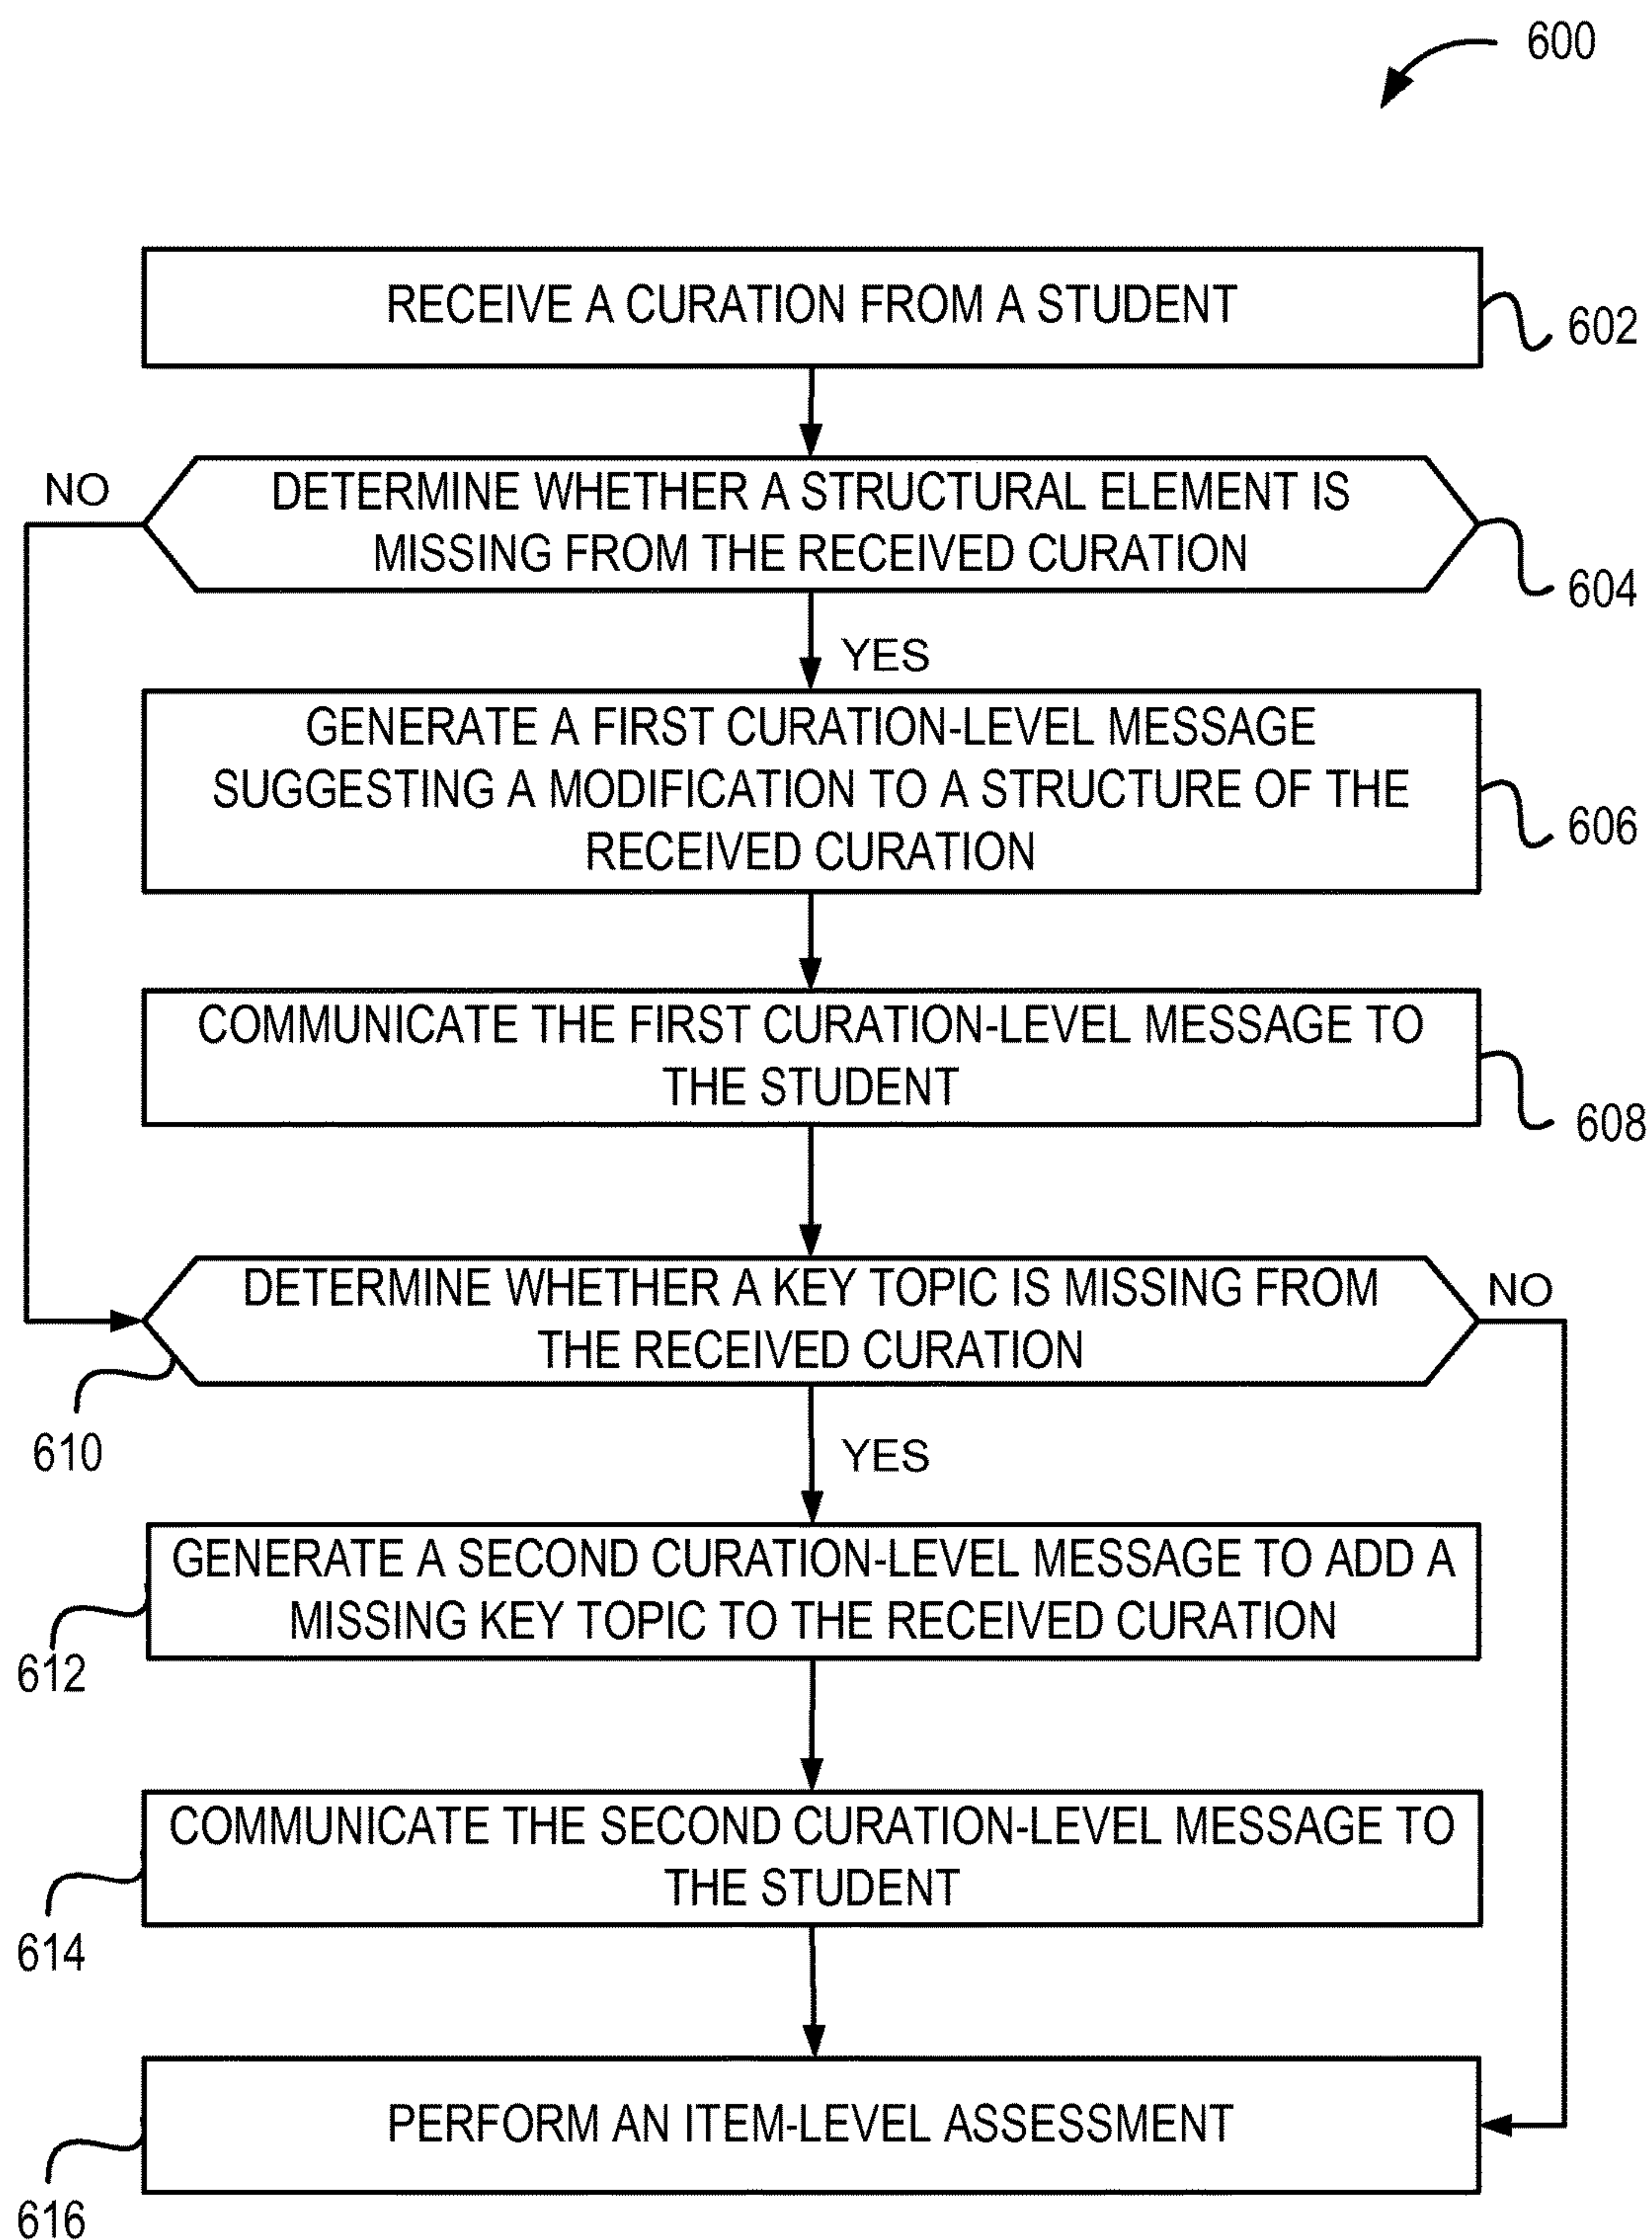 600
RECEIVE A CURATION FROM A STUDENT
602
NO
DETERMINE WHETHER A STRUCTURAL ELEMENT IS
MISSING FROM THE RECEIVED CURATION
604
YES
GENERATE A FIRST CURATION-LEVEL MESSAGE
SUGGESTING A MODIFICATION TO A STRUCTURE OF THE
RECEIVED CURATION
606
COMMUNICATE THE FIRST CURATION-LEVEL MESSAGE TO
THE STUDENT
608
DETERMINE WHETHER A KEY TOPIC IS MISSING FROM
THE RECEIVED CURATION
NO
610
YES
GENERATE A SECOND CURATION-LEVEL MESSAGE TO ADD A
MISSING KEY TOPIC TO THE RECEIVED CURATION
612
COMMUNICATE THE SECOND CURATION-LEVEL MESSAGE TO
THE STUDENT
614
PERFORM AN ITEM-LEVEL ASSESSMENT
616